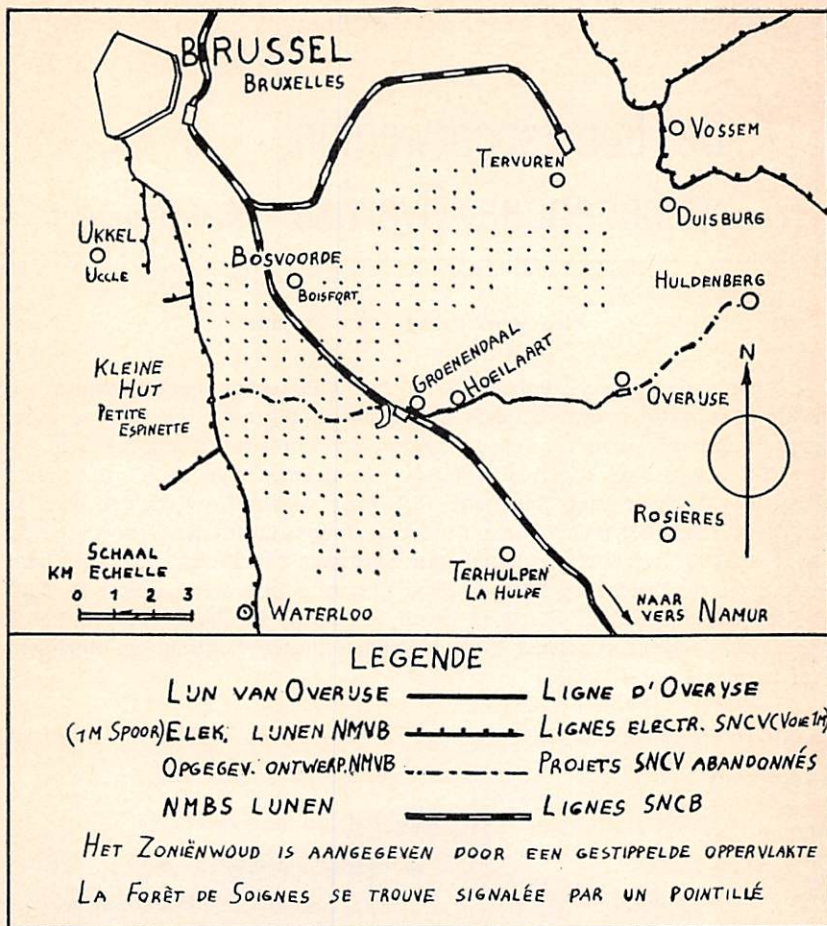 BRUSSEL
BRUXELLES
VOSSEM
TERVUREN
DUISBURG
UKKEL
UCCLE
BOSVOORDE
BOISFORT
HULDENBERG
GROENENDAAL
HOEILAART
KLEINE
HUT
PETITE
ESPINETTE
OVERIJSE
N
ROSIÈRES
SCHAAL
KM ECHELLE
0 1 2 3
TERHULPEN
LA HULPE
WATERLOO
NAAR
VERS NAMUR
LEGENDE
LIJN VAN OVERIJSE LIGNE D'OVERYSE
(1M SPOOR) ELEK. LIJNEN NMVB LIGNES ELECTR. SNCV (VOIE 1M)
OPGEGEV. ONTWERP. NMVB PROJETS SNCV ABANDONNÉS
NMBS LIJNEN LIGNES SNCB
HET ZONIËNWOUD IS AANGEGEVEN DOOR EEN GESTIPPELDE OPPERVLAKTE
LA FORÊT DE SOIGNES SE TROUVE SIGNALÉE PAR UN POINTILLÉ